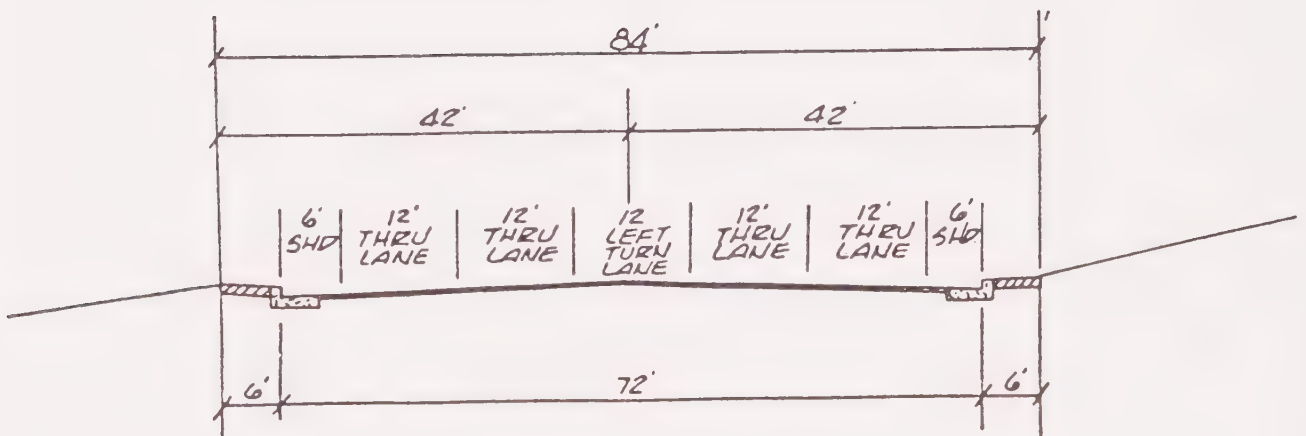 84'
42' 42'
6'
SHD
12'
THRU
LANE
12'
THRU
LANE
12
LEFT
TURN
LANE
12'
THRU
LANE
12'
THRU
LANE
6'
SHD
6' 72' 6'